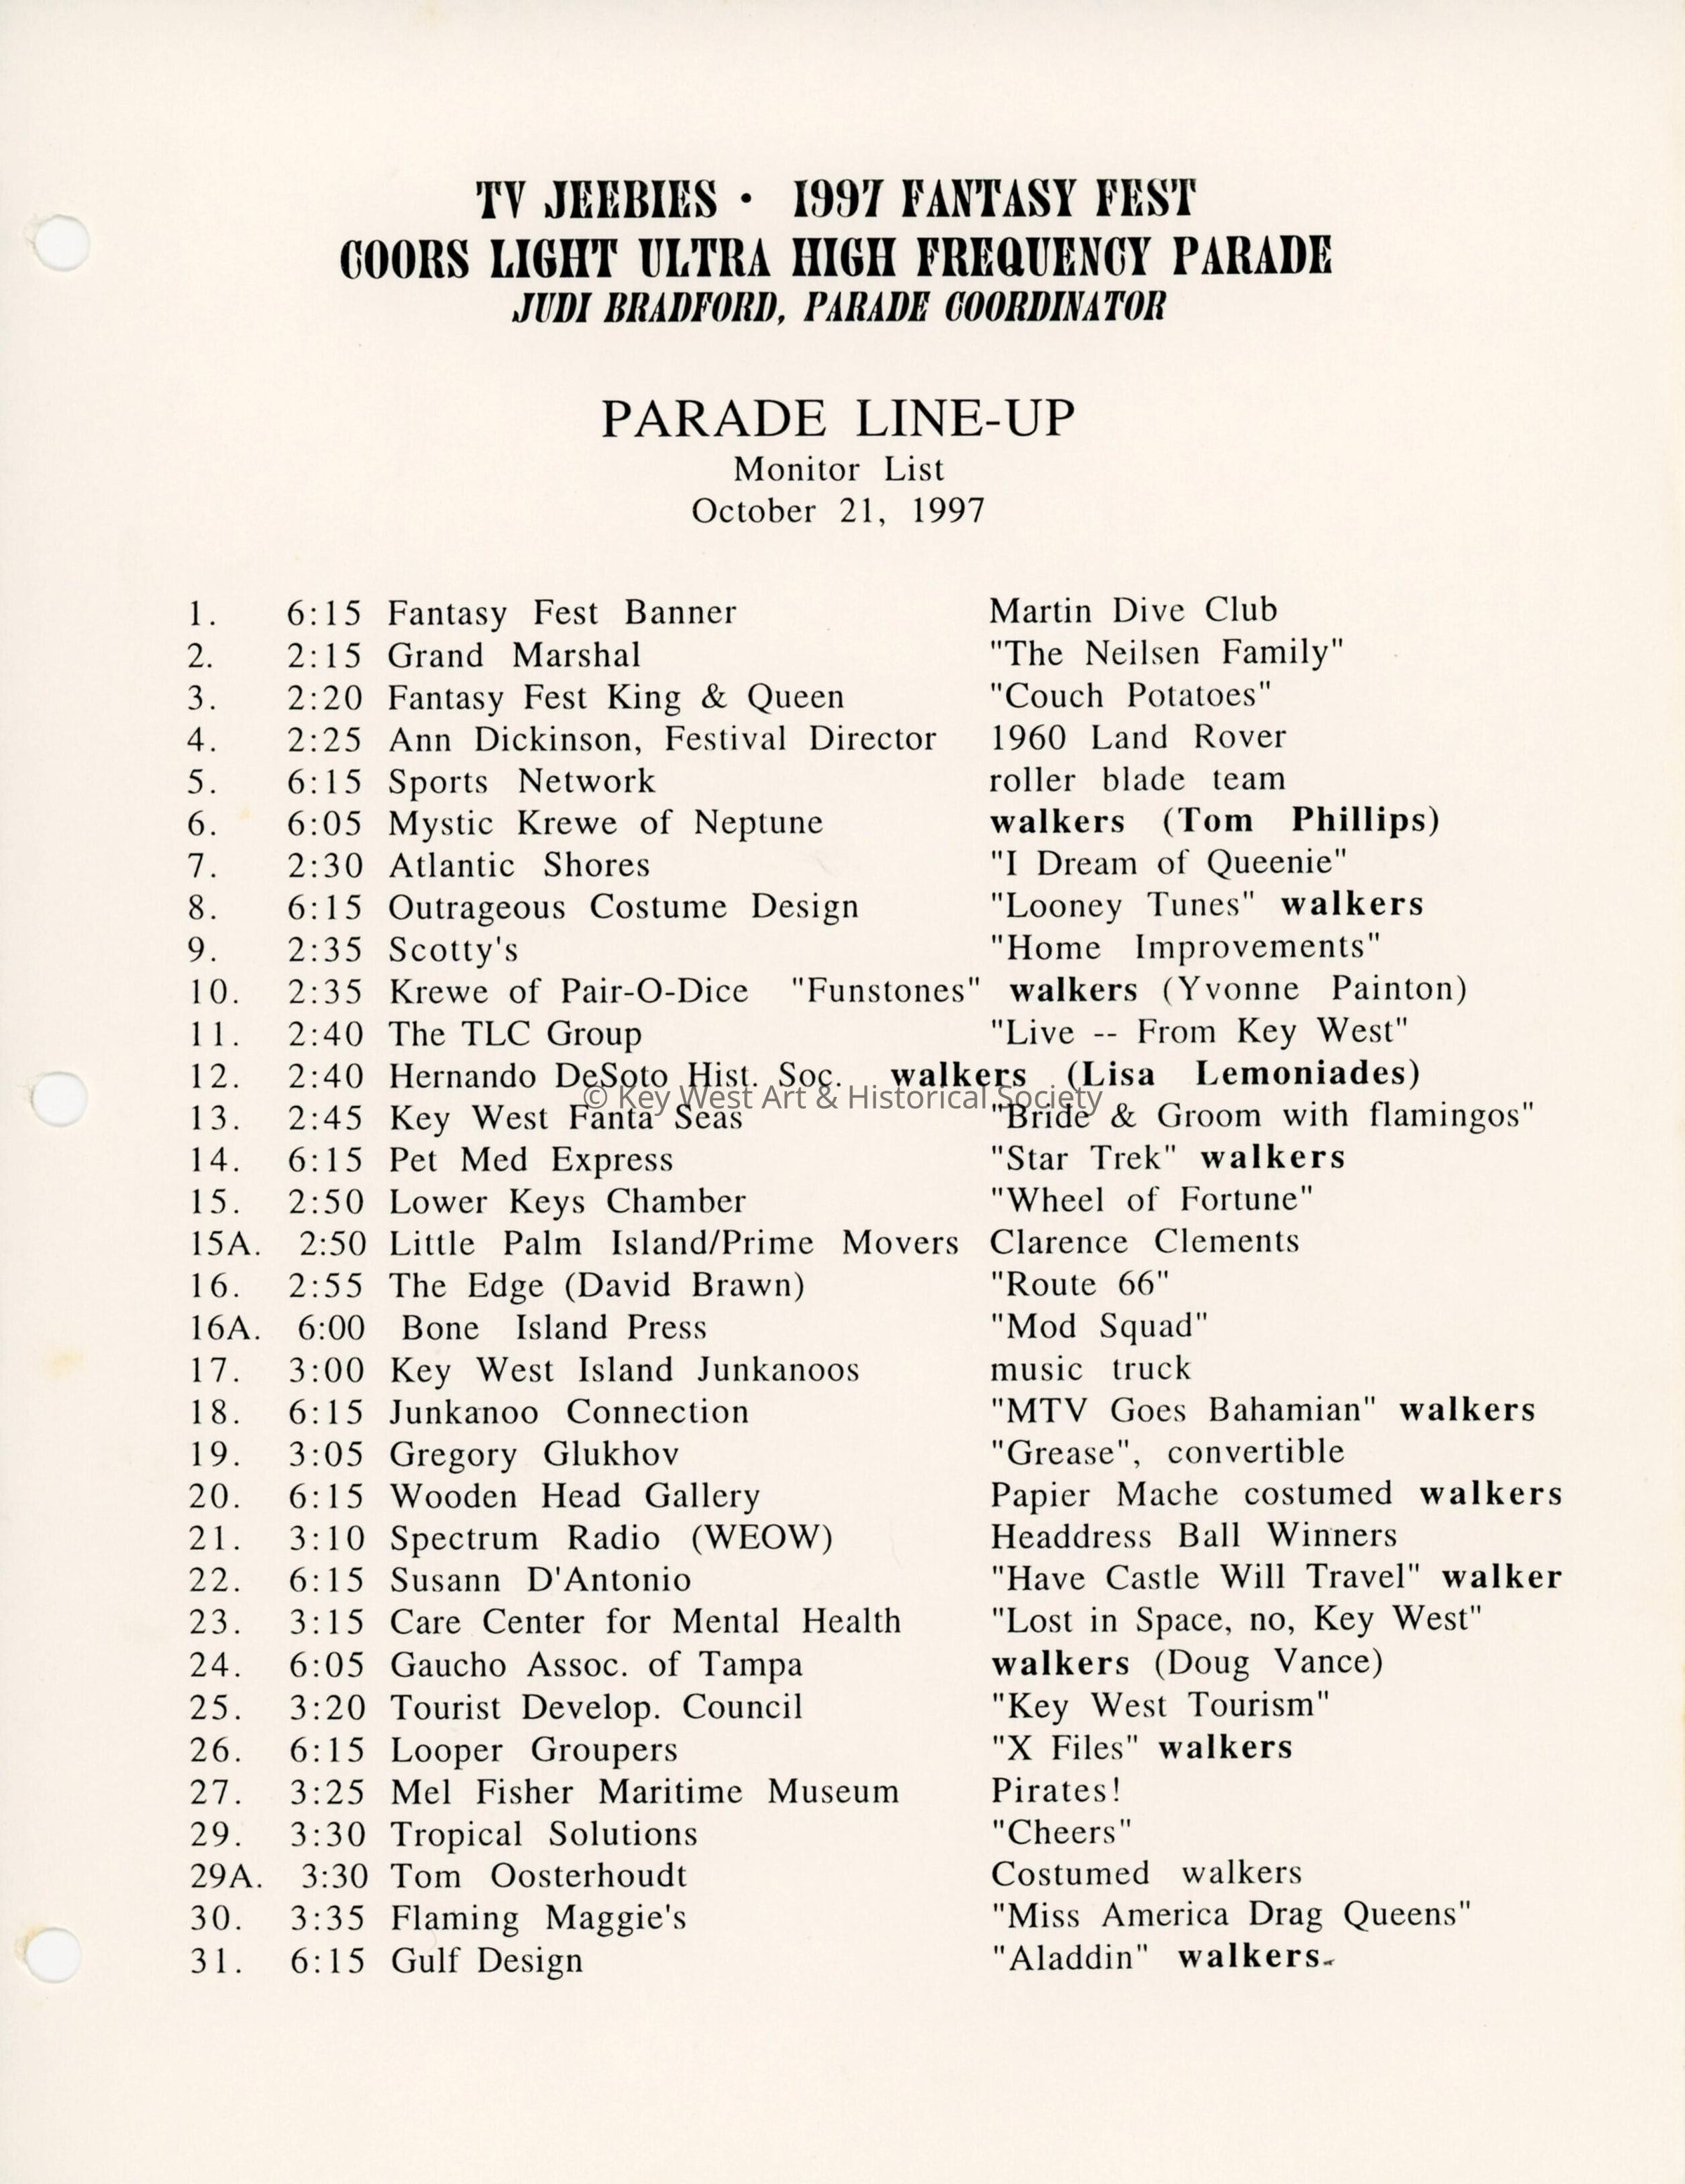 TV JEEBIES · 1997 FANTASY FEST
COORS LIGHT ULTRA HIGH FREQUENCY PARADE
JUDI BRADFORD, PARADE COORDINATOR
PARADE LINE-UP
Monitor List
October 21, 1997
1. 6:15 Fantasy Fest Banner Martin Dive Club
2. 2:15 Grand Marshal "The Neilsen Family"
3. 2:20 Fantasy Fest King & Queen "Couch Potatoes"
4. 2:25 Ann Dickinson, Festival Director 1960 Land Rover
5. 6:15 Sports Network roller blade team
6. 6:05 Mystic Krewe of Neptune walkers (Tom Phillips)
7. 2:30 Atlantic Shores "I Dream of Queenie"
8. 6:15 Outrageous Costume Design "Looney Tunes" walkers
9. 2:35 Scotty's "Home Improvements"
10. 2:35 Krewe of Pair-O-Dice "Funstones" walkers (Yvonne Painton)
11. 2:40 The TLC Group "Live -- From Key West"
12. 2:40 Hernando DeSoto Hist. Soc. walkers (Lisa Lemoniades)
© Key West Art & Historical Society
13. 2:45 Key West Fanta Seas "Bride & Groom with flamingos"
14. 6:15 Pet Med Express "Star Trek" walkers
15. 2:50 Lower Keys Chamber "Wheel of Fortune"
15A. 2:50 Little Palm Island/Prime Movers Clarence Clements
16. 2:55 The Edge (David Brawn) "Route 66"
16A. 6:00 Bone Island Press "Mod Squad"
17. 3:00 Key West Island Junkanoos music truck
18. 6:15 Junkanoo Connection "MTV Goes Bahamian" walkers
19. 3:05 Gregory Glukhov "Grease", convertible
20. 6:15 Wooden Head Gallery Papier Mache costumed walkers
21. 3:10 Spectrum Radio (WEOW) Headdress Ball Winners
22. 6:15 Susann D'Antonio "Have Castle Will Travel" walker
23. 3:15 Care Center for Mental Health "Lost in Space, no, Key West"
24. 6:05 Gaucho Assoc. of Tampa walkers (Doug Vance)
25. 3:20 Tourist Develop. Council "Key West Tourism"
26. 6:15 Looper Groupers "X Files" walkers
27. 3:25 Mel Fisher Maritime Museum Pirates!
29. 3:30 Tropical Solutions "Cheers"
29A. 3:30 Tom Oosterhoudt Costumed walkers
30. 3:35 Flaming Maggie's "Miss America Drag Queens"
31. 6:15 Gulf Design "Aladdin" walkers